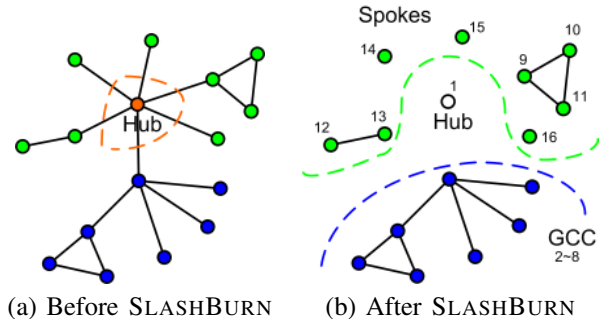 Hub
(a) Before SLASHBURN
Spokes
15
10
14
9
1
Hub
11
13
12
16
GCC
2~8
(b) After SLASHBURN